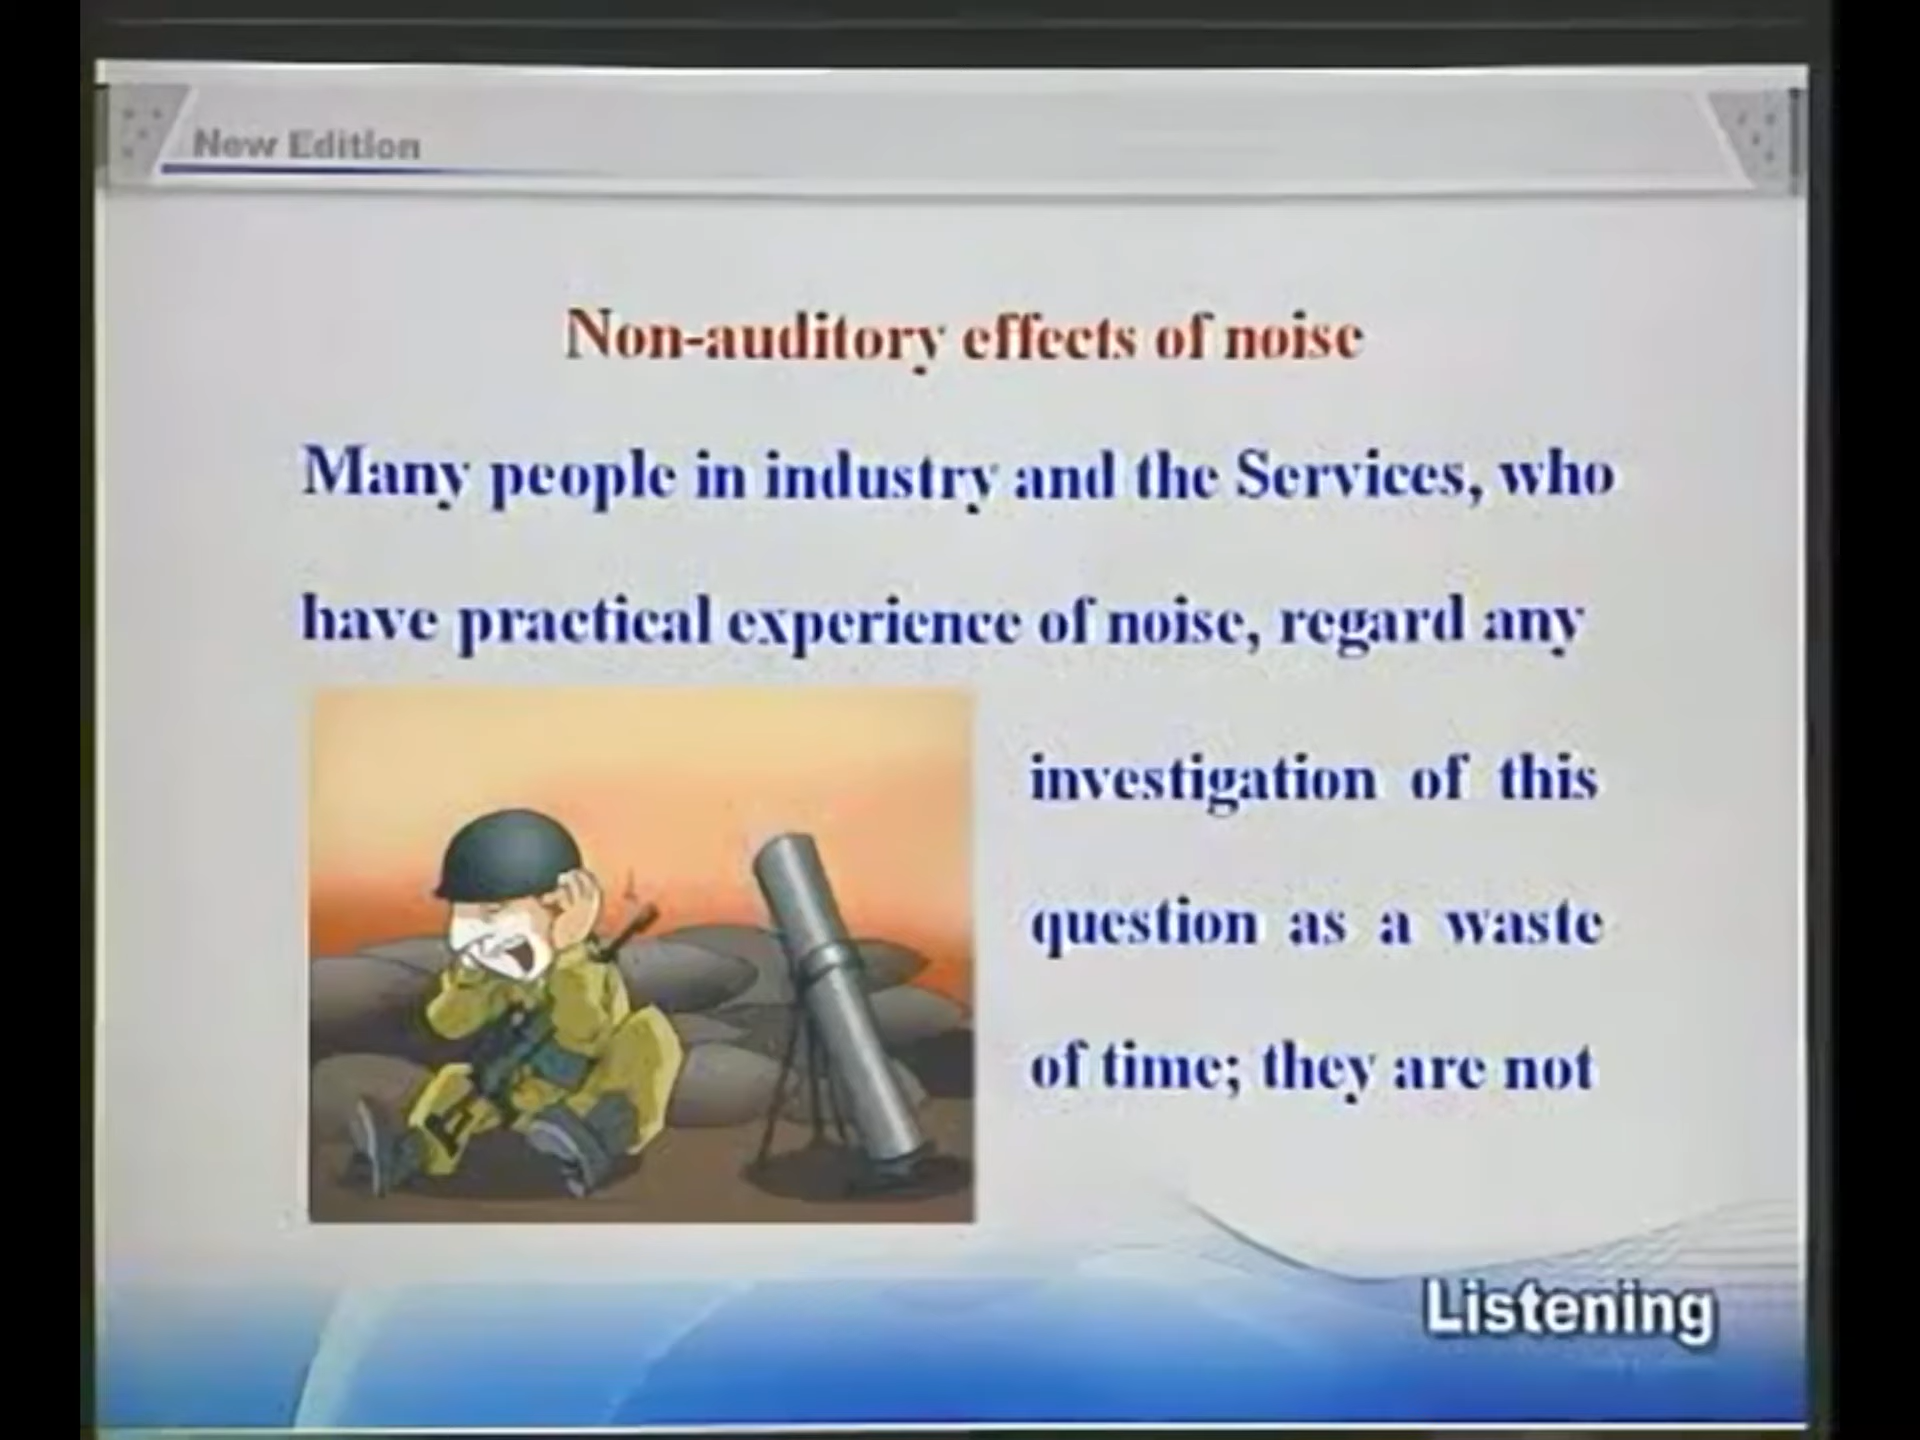 New Edition
Non-auditory effects of noise
Many people in industry and the Services, who
have practical experience of noise, regard any
investigation of this
question as a waste
of time; they are not
Listening